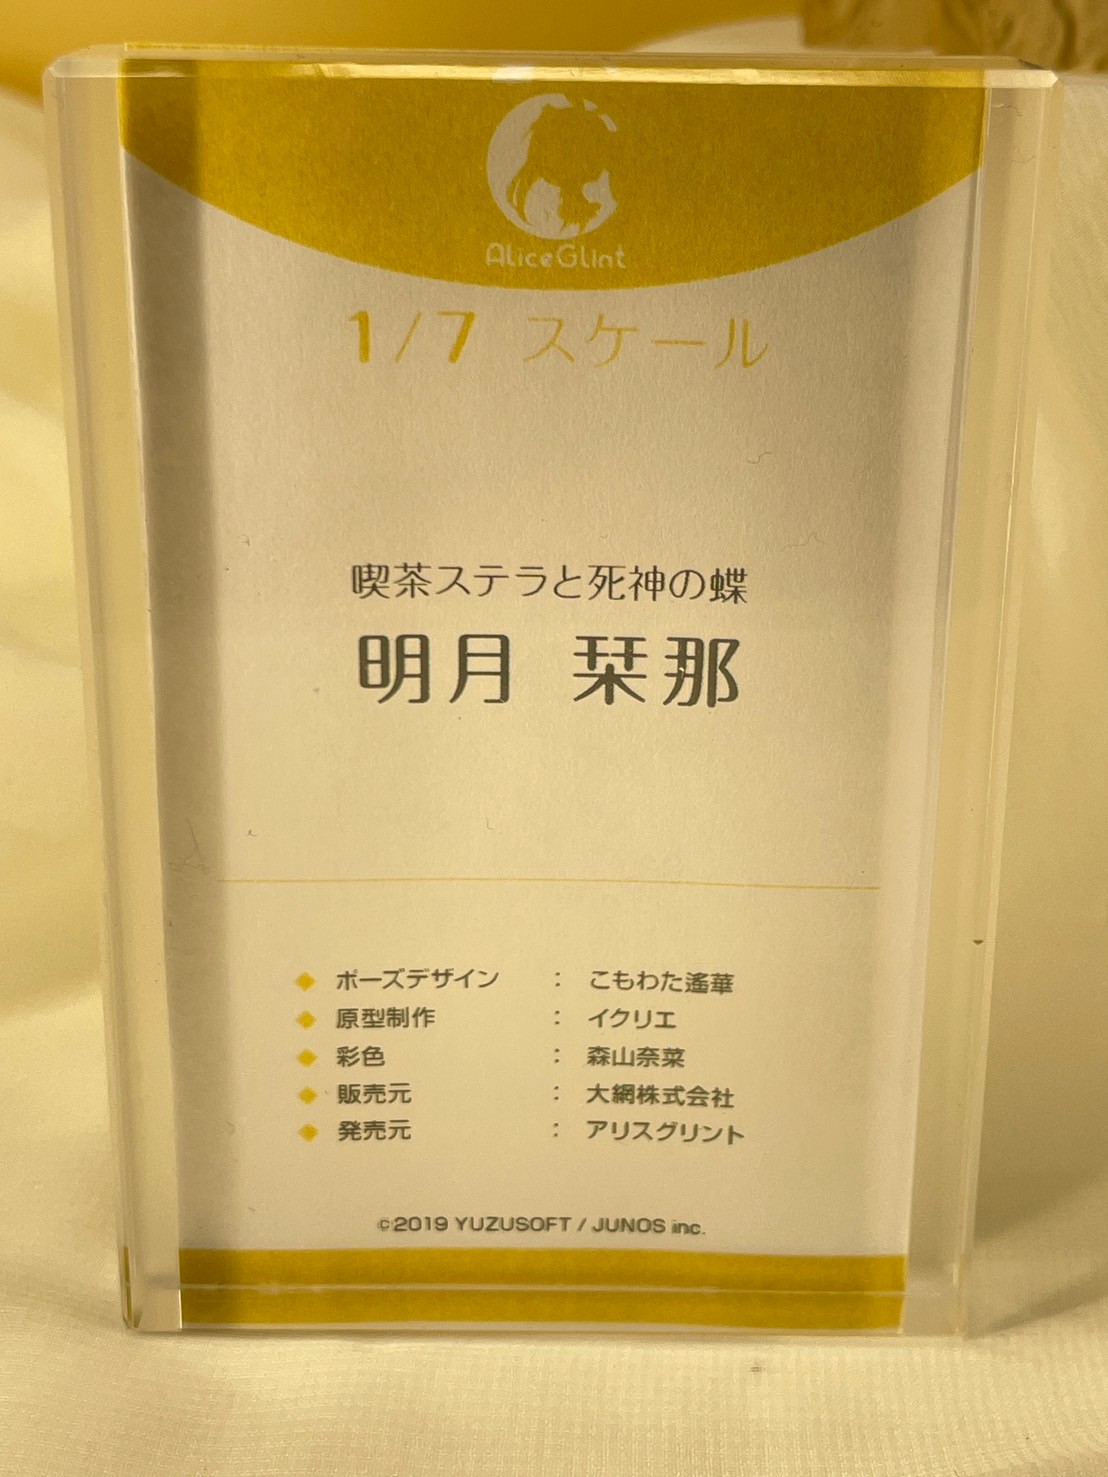 AliceGlint
1/7 スケール
喫茶ステラと死神の蝶
明月 栞那
◆ ポーズデザイン : こもわた遙華
◆ 原型制作 : イクリエ
◆ 彩色 : 森山奈菜
◆ 販売元 : 大網株式会社
◆ 発売元 : アリスグリント
©2019 YUZUSOFT / JUNOS inc.